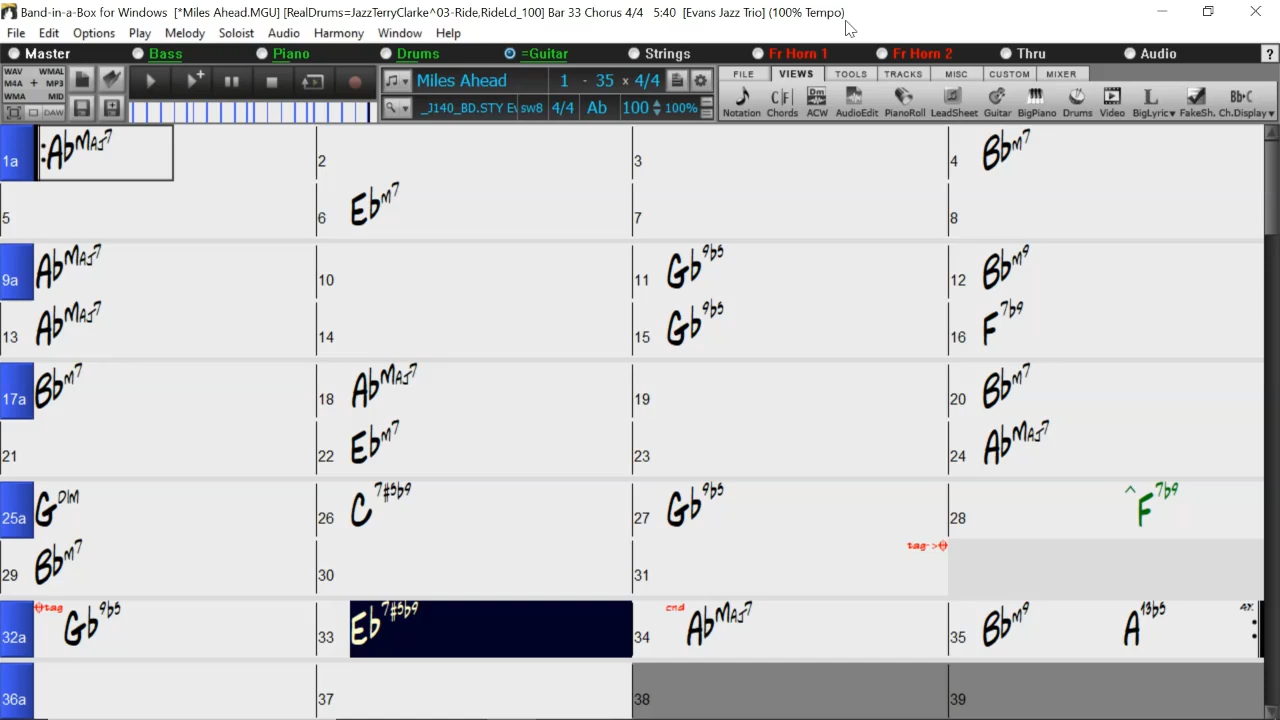 Band-in-a-Box for Windows [*Miles Ahead.MGU] [RealDrums=JazzTerryClarke^03-Ride,RideLd_100] Bar 33 Chorus 4/4 5:40 [Evans Jazz Trio] (100% Tempo)
File Edit Options Play Melody Soloist Audio Harmony Window Help
Master Bass Piano Drums =Guitar Strings Fr Horn 1 Fr Horn 2 Thru Audio ?
WAV WMAL
M4A + MP3
WMA MID
DAW
Miles Ahead 1 - 35 x 4/4
_J140_BD.STY Ev sw8 4/4 Ab 100 100%
FILE VIEWS TOOLS TRACKS MISC CUSTOM MIXER
Notation Chords ACW AudioEdit PianoRoll LeadSheet Guitar BigPiano Drums Video BigLyric FakeSh. Ch.Display
1a AbMaj7 2 3 4 Bbm7
5 6 Ebm7 7 8
9a AbMaj7 10 11 Gb9b5 12 Bbm9
13 AbMaj7 14 15 Gb9b5 16 F7b9
17a Bbm7 18 AbMaj7 19 20 Bbm7
21 22 Ebm7 23 24 AbMaj7
25a Gdim 26 C7#5b9 27 Gb9b5 28 ^F7b9
29 Bbm7 30 31 tag->
32a tag Gb9b5 33 Eb7#5b9 34 end AbMaj7 35 Bbm9 A13b5 4x
36a 37 38 39